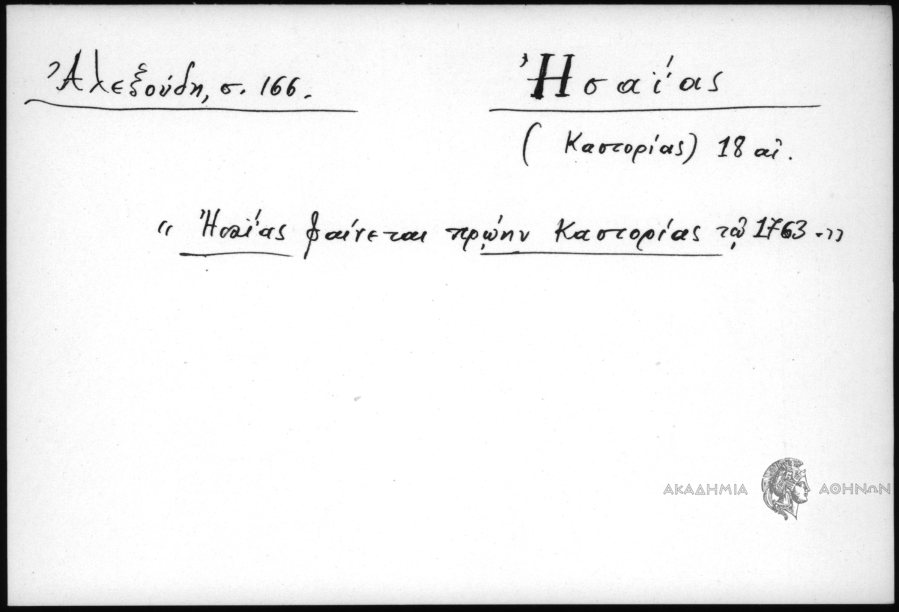 Ἀλεξούδη, σ. 166.
Ἠσαΐας
(Καστορίας) 18 αἰ.
"Ἠσαΐας φαίνεται πρώην Καστορίας τῷ 1763."
ΑΚΑΔΗΜΙΑ ΑΘΗΝΩΝ